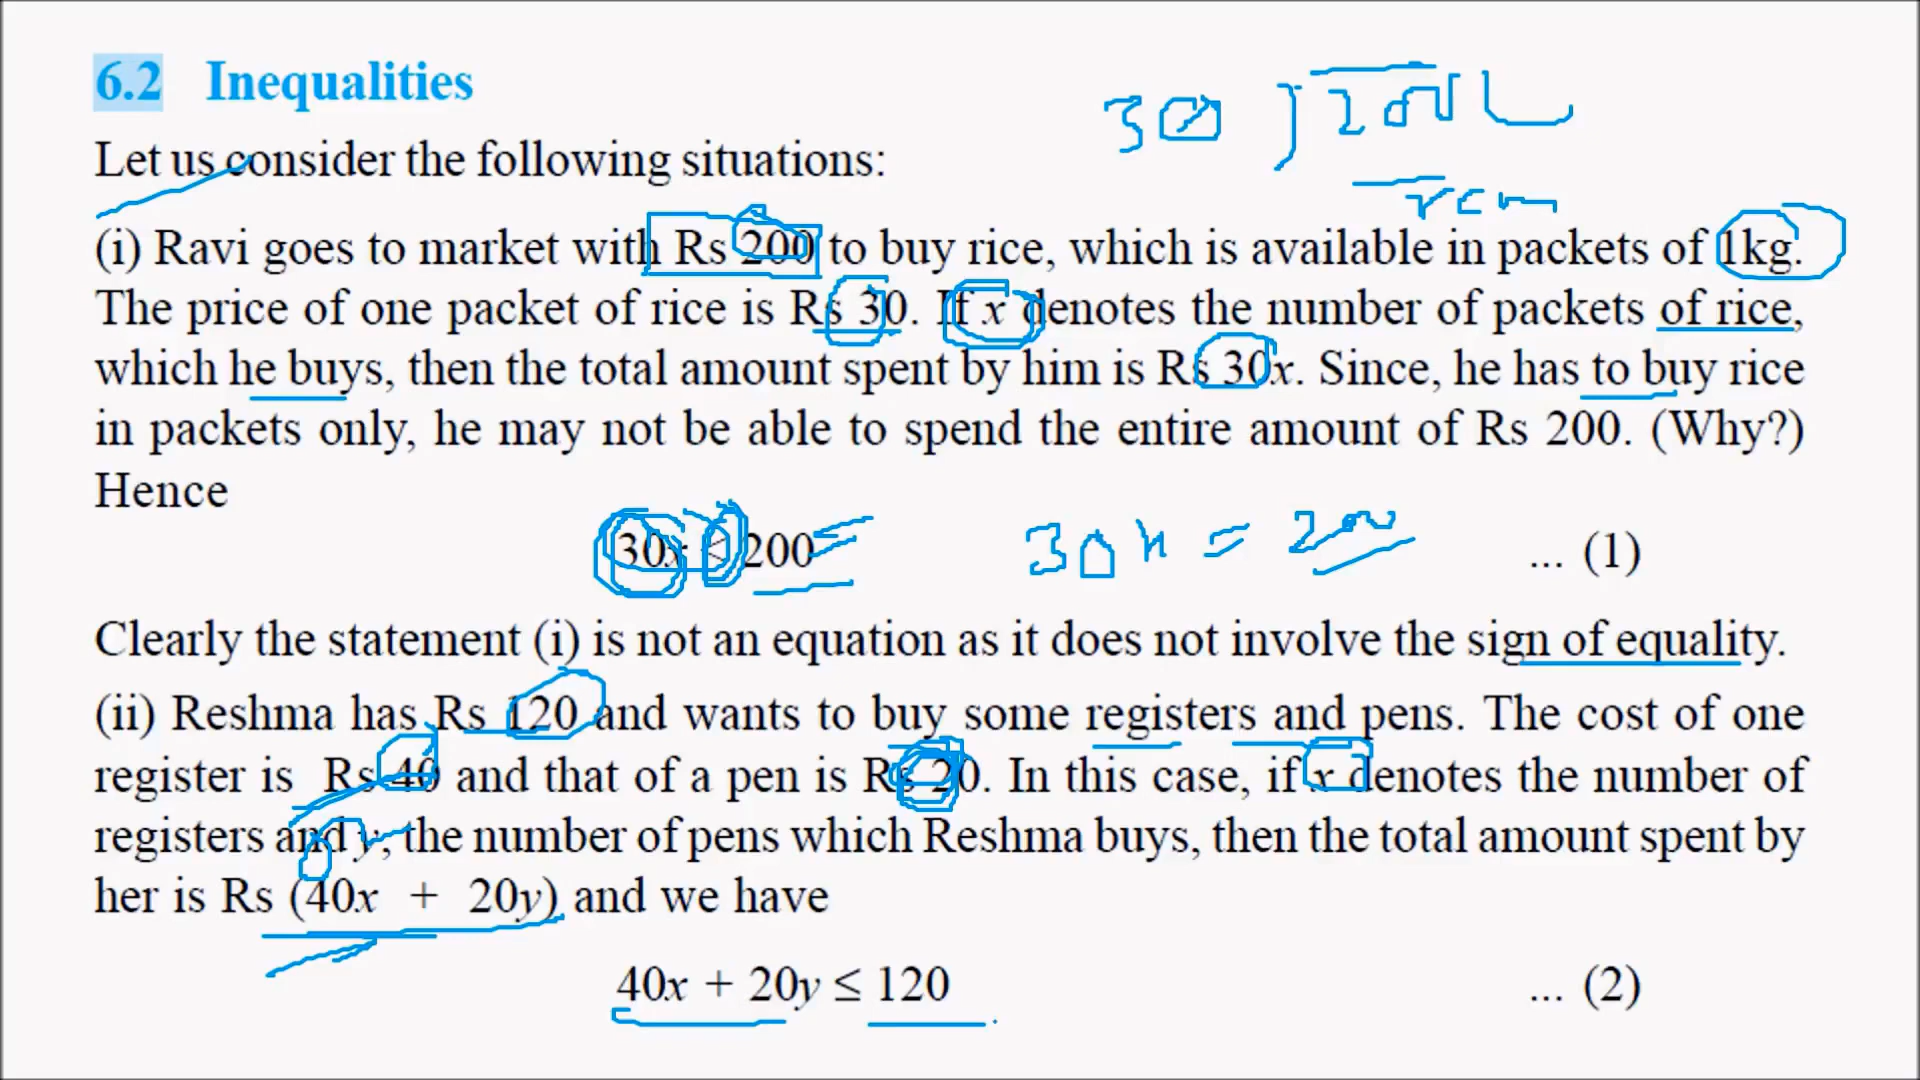 6.2 Inequalities
Let us consider the following situations:
(i) Ravi goes to market with Rs 200 to buy rice, which is available in packets of 1kg.
The price of one packet of rice is Rs 30. If x denotes the number of packets of rice,
which he buys, then the total amount spent by him is Rs 30x. Since, he has to buy rice
in packets only, he may not be able to spend the entire amount of Rs 200. (Why?)
Hence
30x < 200 ... (1)
30x = 200
Clearly the statement (i) is not an equation as it does not involve the sign of equality.
(ii) Reshma has Rs 120 and wants to buy some registers and pens. The cost of one
register is Rs 40 and that of a pen is Rs 20. In this case, if x denotes the number of
registers and y, the number of pens which Reshma buys, then the total amount spent by
her is Rs (40x + 20y) and we have
40x + 20y ≤ 120 ... (2)